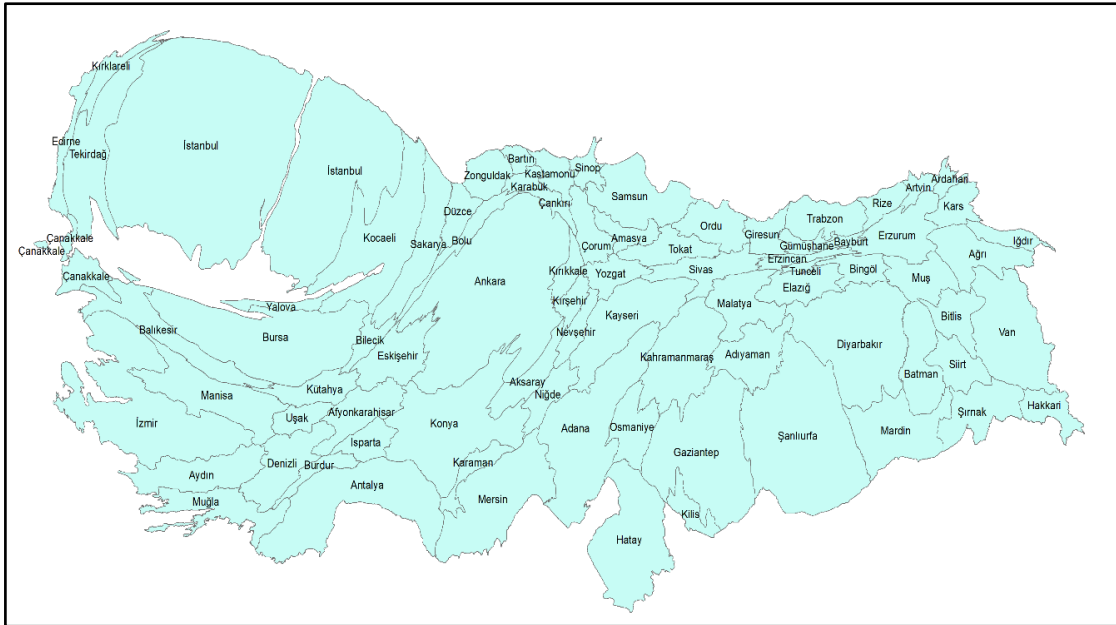 Kırklareli
Edirne
Tekirdağ
İstanbul
İstanbul
Kocaeli
Sakarya
Düzce
Zonguldak
Bartın
Kastamonu
Karabük
Sinop
Çankırı
Bolu
Samsun
Ordu
Giresun
Trabzon
Rize
Artvin
Ardahan
Kars
Iğdır
Çanakkale
Çanakkale
Çanakkale
Çorum
Amasya
Tokat
Gümüşhane
Bayburt
Erzurum
Ağrı
Yalova
Bursa
Balıkesir
Bilecik
Eskişehir
Ankara
Kırıkkale
Yozgat
Kırşehir
Sivas
Erzincan
Tunceli
Elazığ
Bingöl
Muş
Bitlis
Van
Manisa
Kütahya
Nevşehir
Kayseri
Malatya
Kahramanmaraş
Adıyaman
Diyarbakır
Batman
Siirt
Şırnak
Hakkari
İzmir
Uşak
Afyonkarahisar
Aksaray
Niğde
Konya
Isparta
Adana
Osmaniye
Gaziantep
Şanlıurfa
Mardin
Aydın
Denizli
Burdur
Antalya
Karaman
Mersin
Muğla
Kilis
Hatay